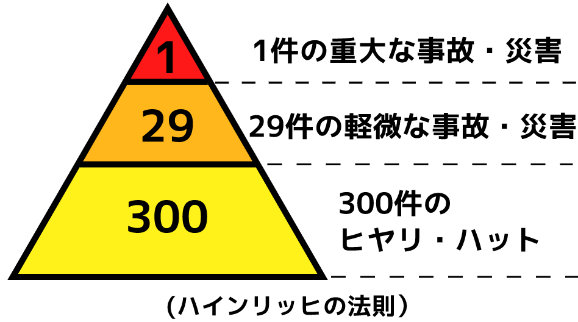 1
1件の重大な事故・災害
29
29件の軽微な事故・災害
300
300件の
ヒヤリ・ハット
(ハインリッヒの法則）